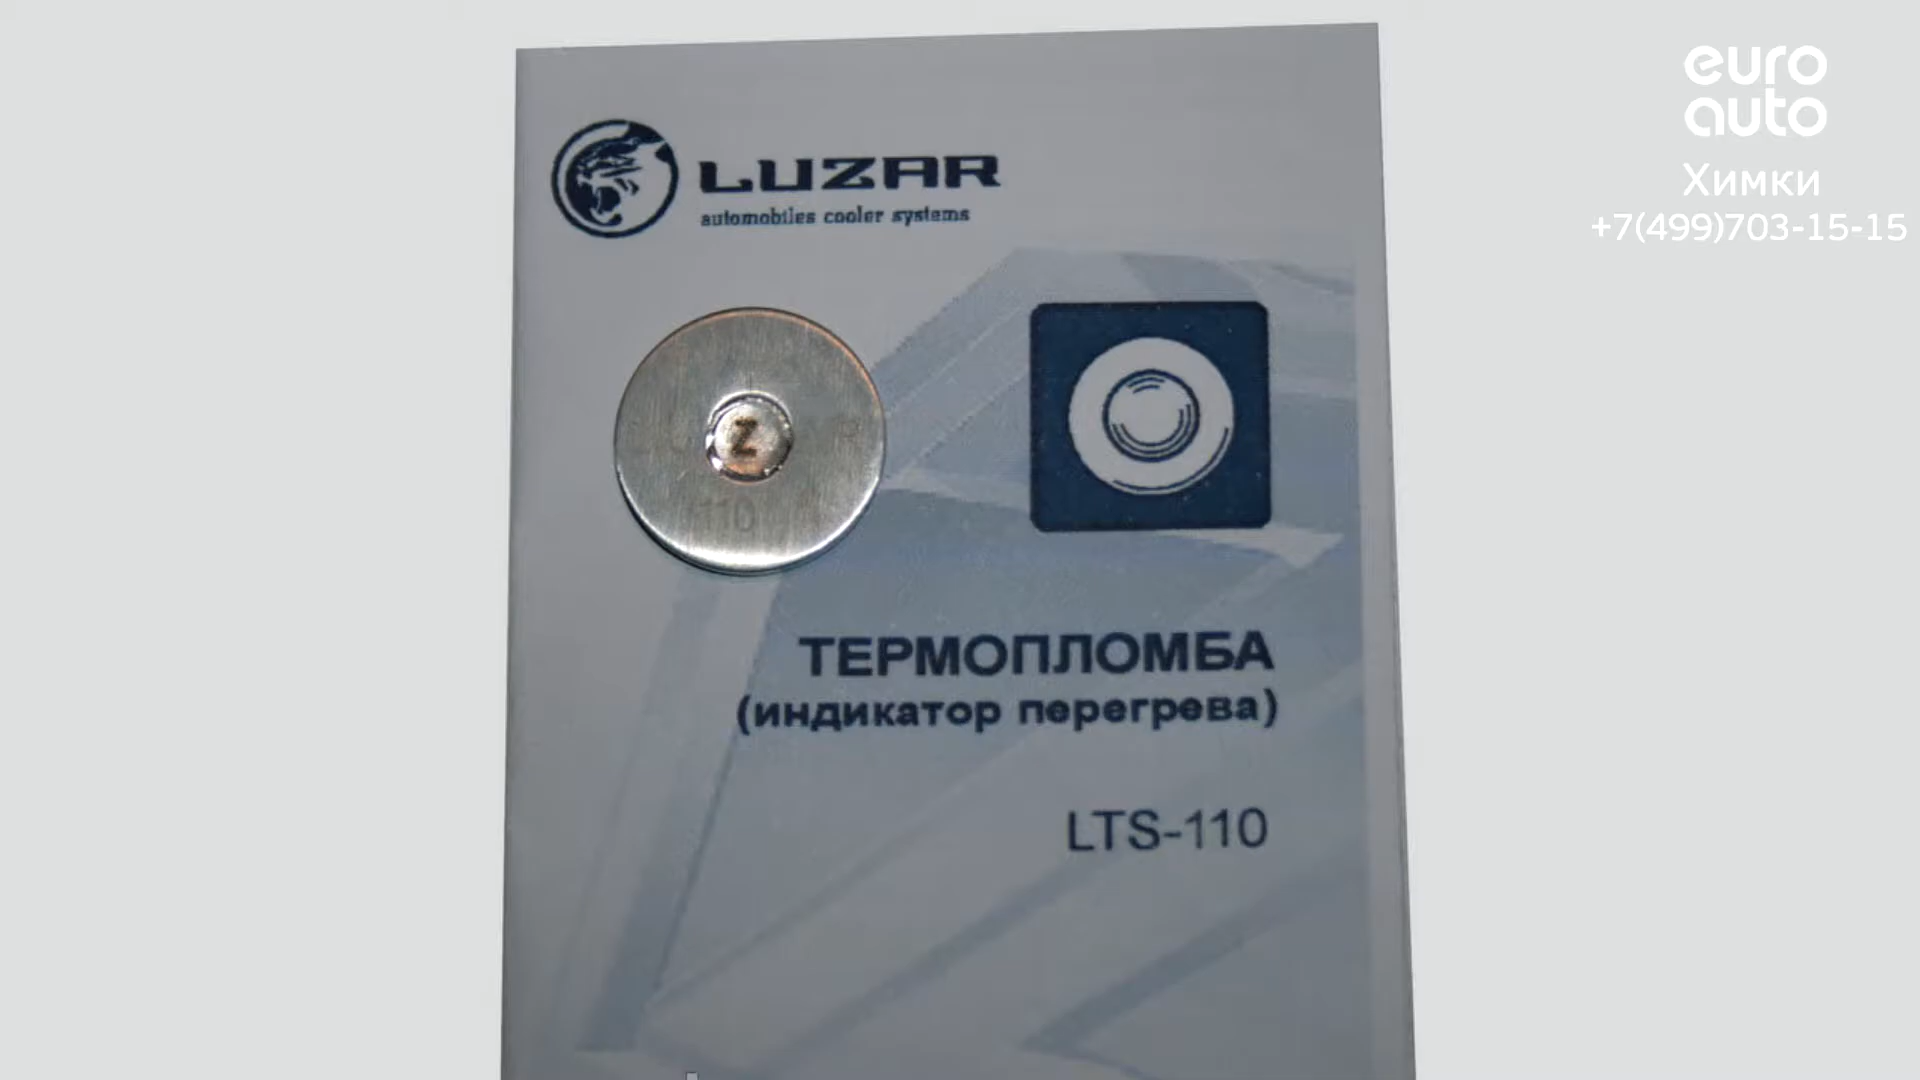 LUZAR
automobiles cooler systems
Z
110
ТЕРМОПЛОМБА
(индикатор перегрева)
LTS-110
euro
auto
Химки
+7(499)703-15-15